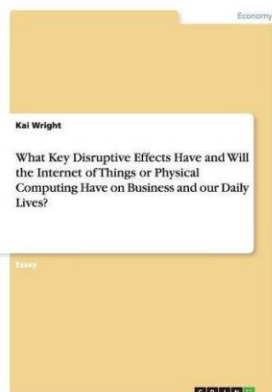 Economy
Kai Wright
What Key Disruptive Effects Have and Will
the Internet of Things or Physical
Computing Have on Business and our Daily
Lives?
Essay
GRIN